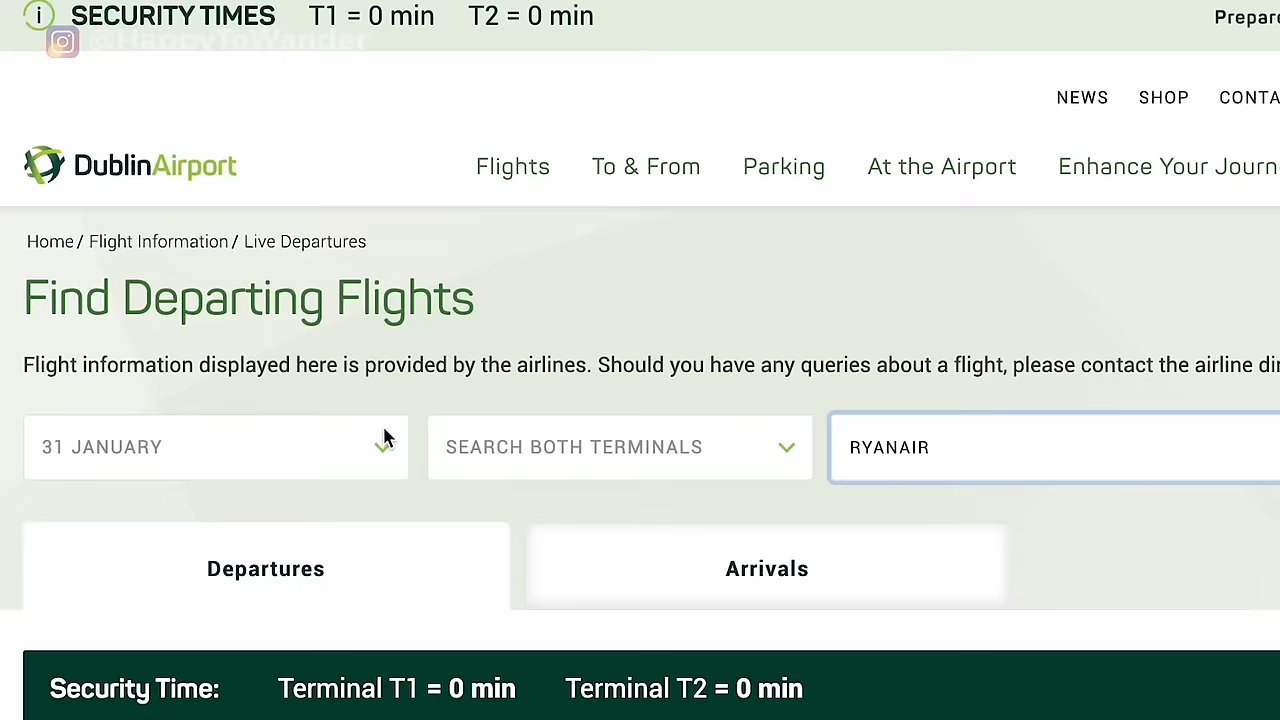 SECURITY TIMES T1 = 0 min T2 = 0 min Prepare
@HappyToWander
NEWS SHOP CONTA
DublinAirport Flights To & From Parking At the Airport Enhance Your Journ
Home / Flight Information / Live Departures
Find Departing Flights
Flight information displayed here is provided by the airlines. Should you have any queries about a flight, please contact the airline dir
31 JANUARY SEARCH BOTH TERMINALS RYANAIR
Departures Arrivals
Security Time: Terminal T1 = 0 min Terminal T2 = 0 min